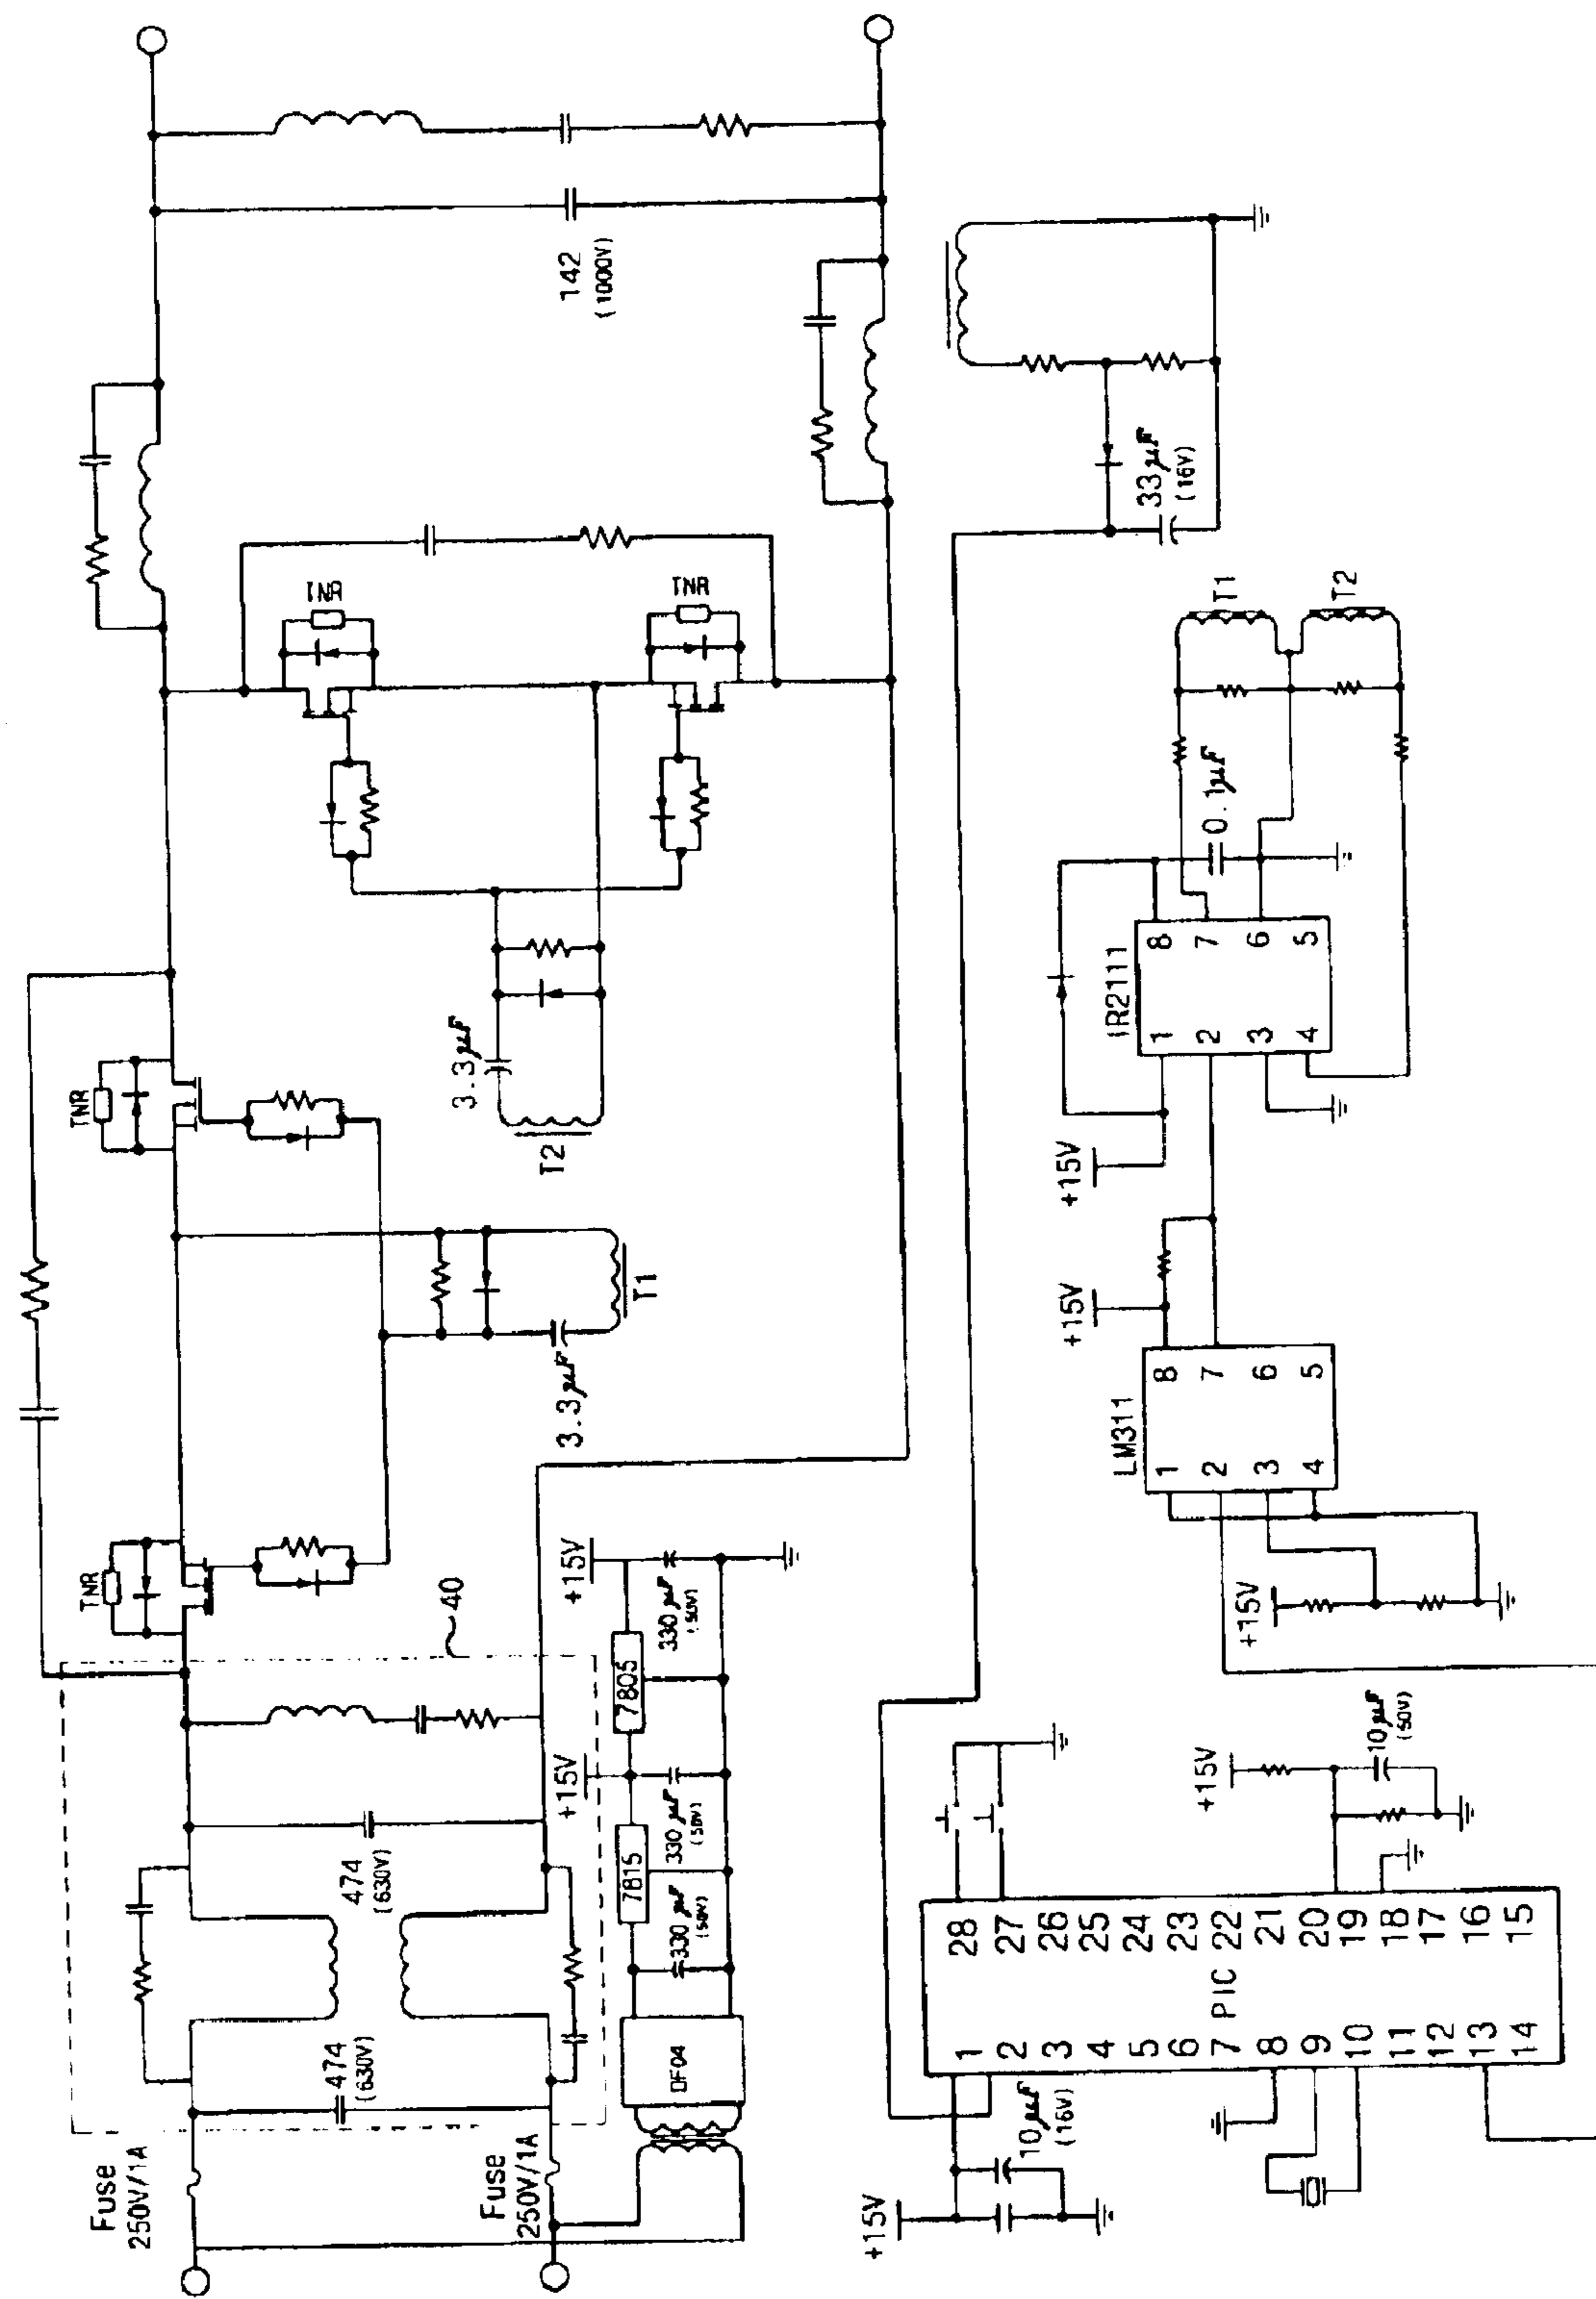 Fuse
250V/1A
Fuse
250V/1A
474
(630V)
474
(630V)
40
TNR
TNR
3.3μF
T1
3.3μF
T2
TNR
TNR
142
(1000V)
DF04
330μF
(50V)
7815
+15V
330μF
(50V)
7805
+15V
330μF
(50V)
33μF
(16V)
+15V
10μF
(16V)
PIC
1
2
3
4
5
6
7
8
9
10
11
12
13
14
28
27
26
25
24
23
22
21
20
19
18
17
16
15
+15V
10μF
(50V)
+15V
LM311
1
2
3
4
8
7
6
5
+15V
+15V
IR2111
1
2
3
4
8
7
6
5
0.1μF
T1
T2